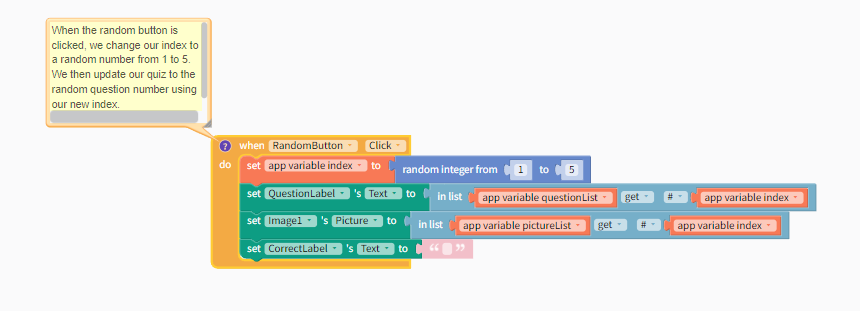 When the random button is
clicked, we change our index to
a random number from 1 to 5.
We then update our quiz to the
random question number using
our new index.
? when RandomButton Click
do set app variable index to random integer from 1 to 5
set QuestionLabel 's Text to in list app variable questionList get # app variable index
set Image1 's Picture to in list app variable pictureList get # app variable index
set CorrectLabel 's Text to “ ”